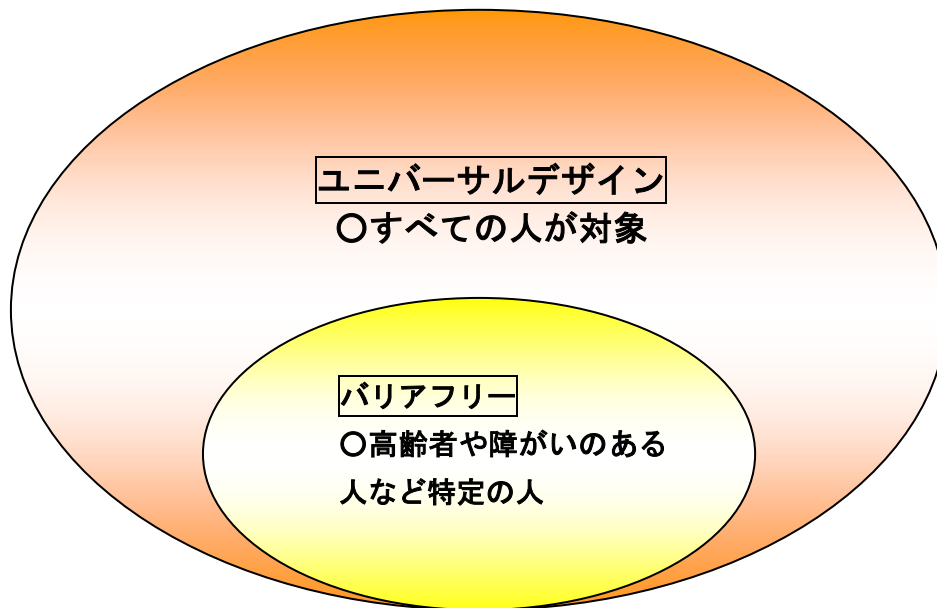 ユニバーサルデザイン
○すべての人が対象
バリアフリー
○高齢者や障がいのある
人など特定の人